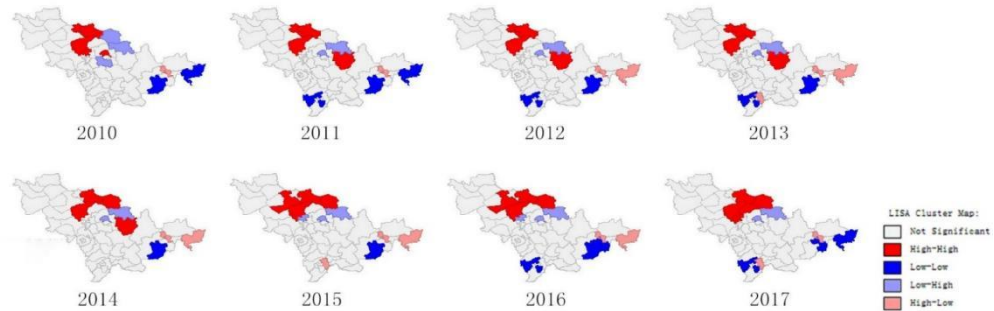 2010
2011
2012
2013
2014
2015
2016
2017
LISA Cluster Map:
Not Significant
High-High
Low-Low
Low-High
High-Low